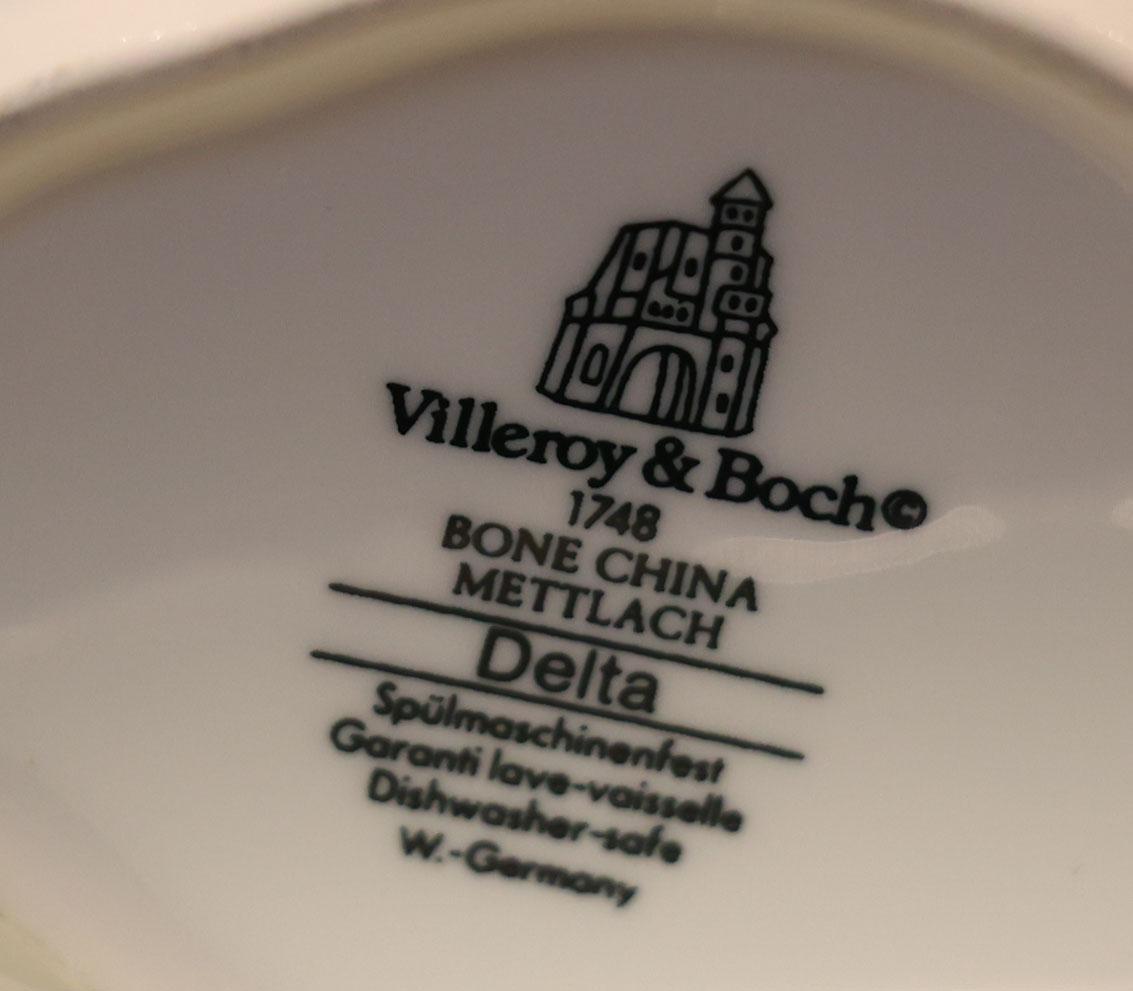 Villeroy & Boch©
1748
BONE CHINA
METTLACH
Delta
Spülmaschinenfest
Garanti lave-vaisselle
Dishwasher-safe
W.-Germany